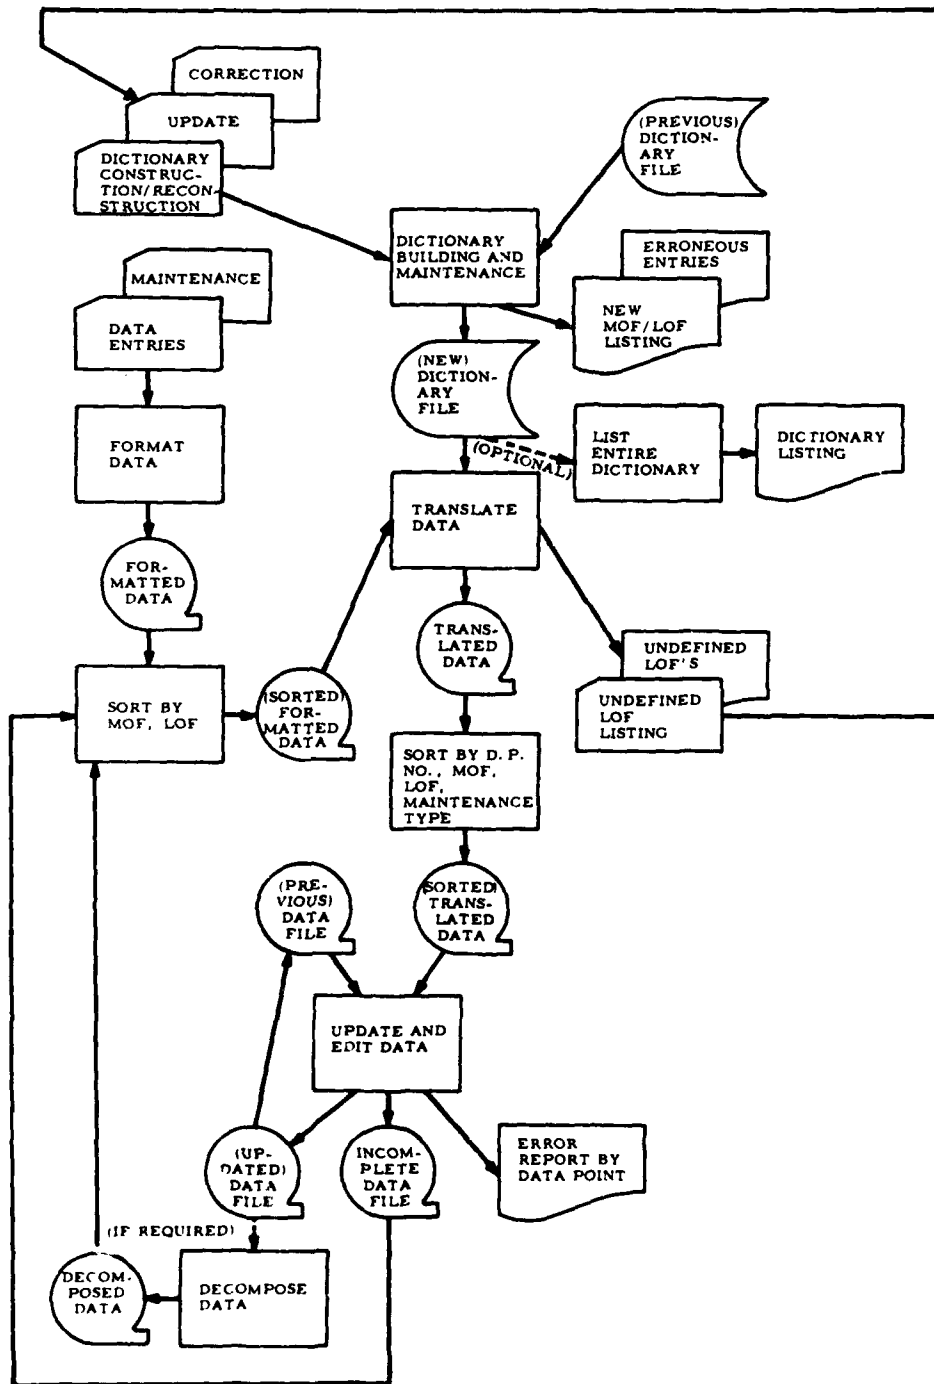 CORRECTION
UPDATE
DICTIONARY
CONSTRUC-
TION/RECON-
STRUCTION
(PREVIOUS)
DICTION-
ARY
FILE
DICTIONARY
BUILDING AND
MAINTENANCE
ERRONEOUS
ENTRIES
NEW
MOF/LOF
LISTING
MAINTENANCE
DATA
ENTRIES
(NEW)
DICTION-
ARY
FILE
FORMAT
DATA
(OPTIONAL)
LIST
ENTIRE
DICTIONARY
DICTIONARY
LISTING
TRANSLATE
DATA
FOR-
MATTED
DATA
TRANS-
LATED
DATA
UNDEFINED
LOF'S
UNDEFINED
LOF
LISTING
SORT BY
MOF, LOF
(SORTED)
FOR-
MATTED
DATA
SORT BY D. P.
NO., MOF,
LOF,
MAINTENANCE
TYPE
(PRE-
VIOUS)
DATA
FILE
(SORTED)
TRANS-
LATED
DATA
UPDATE AND
EDIT DATA
(UP-
DATED)
DATA
FILE
INCOM-
PLETE
DATA
FILE
ERROR
REPORT BY
DATA POINT
(IF REQUIRED)
DECOM-
POSED
DATA
DECOMPOSE
DATA